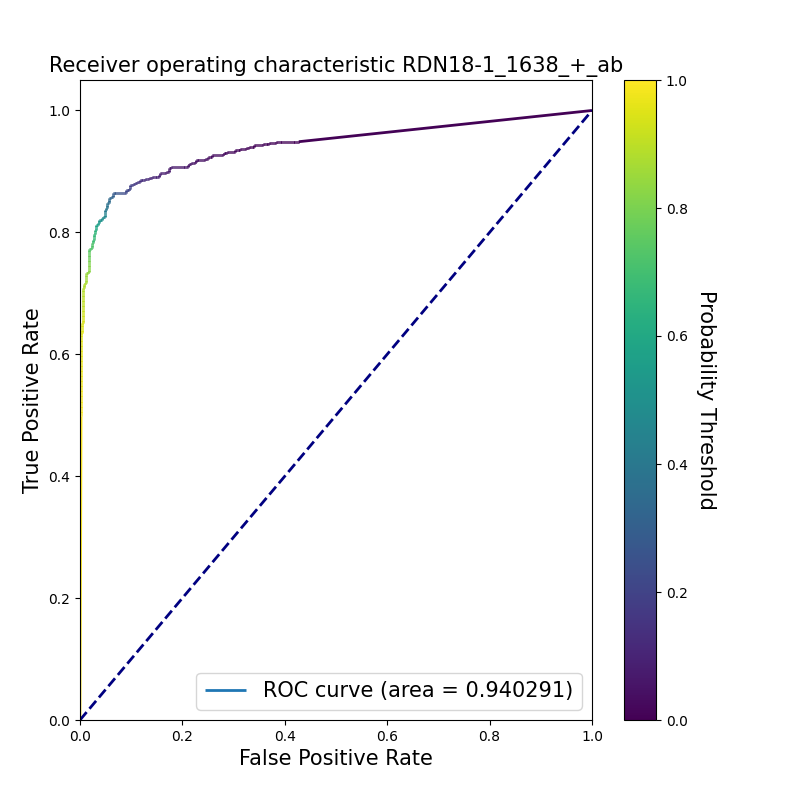 Receiver operating characteristic RDN18-1_1638_+_ab
1.0
0.8
0.6
0.4
0.2
0.0
True Positive Rate
0.0 0.2 0.4 0.6 0.8 1.0
False Positive Rate
ROC curve (area = 0.940291)
1.0
0.8
0.6
0.4
0.2
0.0
Probability Threshold